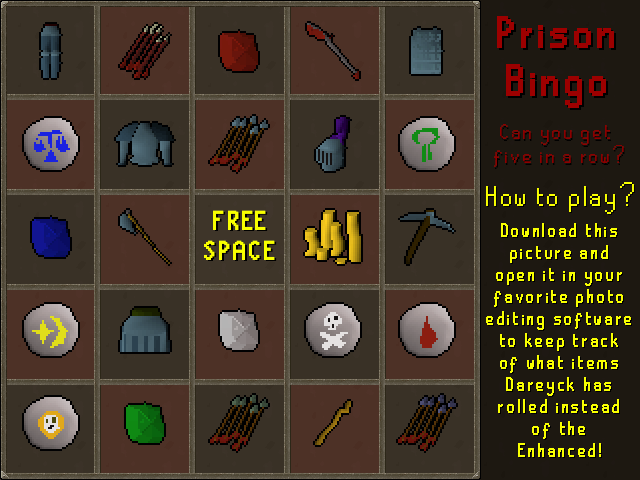 Prison
Bingo
Can you get
five in a row?
How to play?
Download this
picture and
open it in your
favorite photo
editing software
to keep track
of what items
Dareyck has
rolled instead
of the
Enhanced!
FREE
SPACE